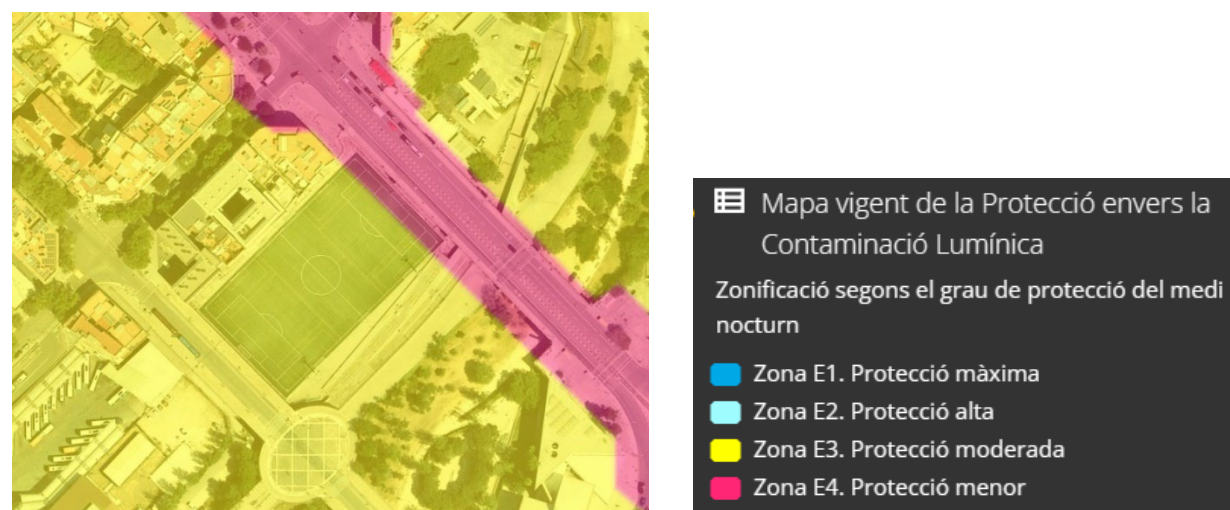 Mapa vigent de la Protecció envers la
Contaminació Lumínica
Zonificació segons el grau de protecció del medi
nocturn
Zona E1. Protecció màxima
Zona E2. Protecció alta
Zona E3. Protecció moderada
Zona E4. Protecció menor